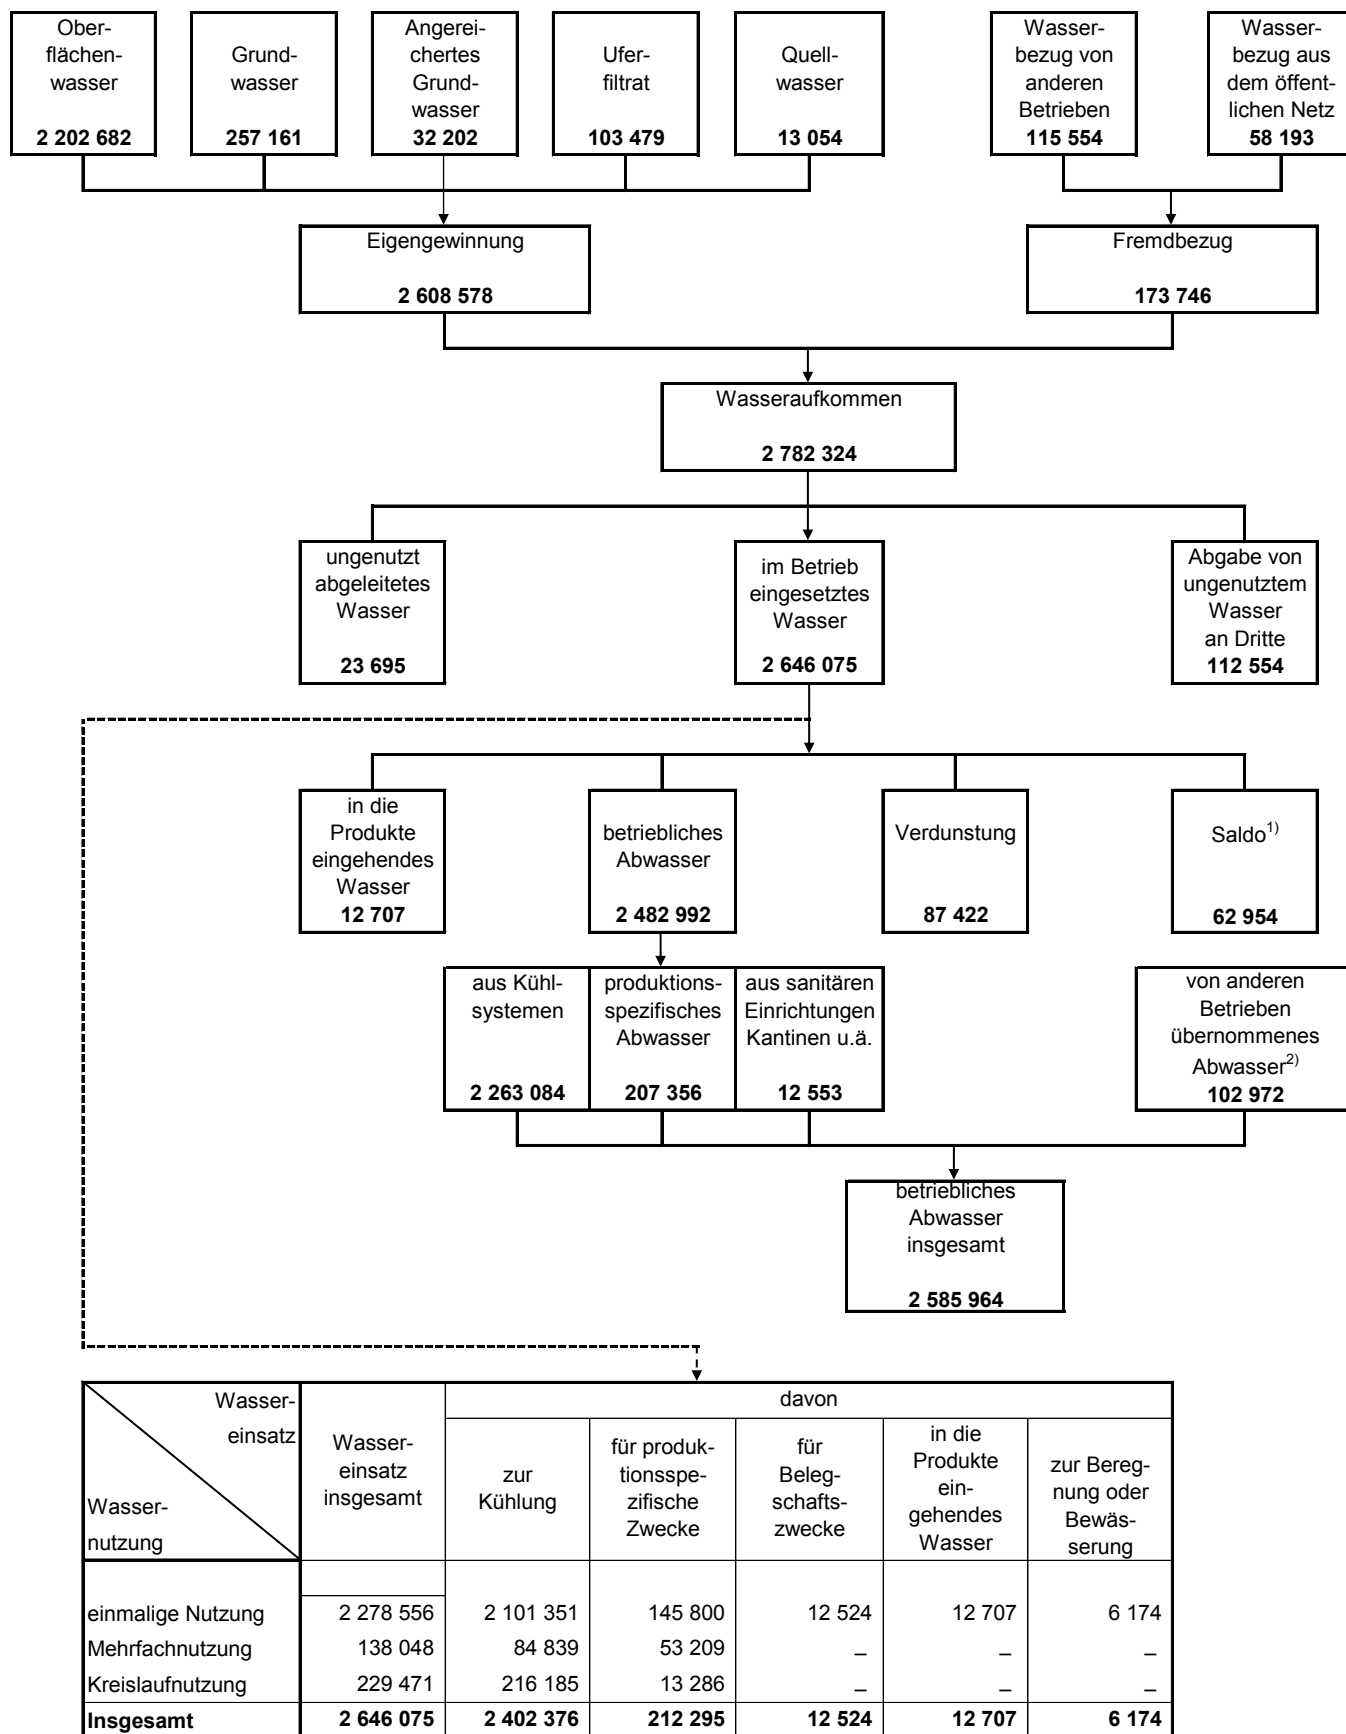 Ober-
flächen-
wasser
2 202 682
Grund-
wasser
257 161
Angerei-
chertes
Grund-
wasser
32 202
Ufer-
filtrat
103 479
Quell-
wasser
13 054
Wasser-
bezug von
anderen
Betrieben
115 554
Wasser-
bezug aus
dem öffent-
lichen Netz
58 193
Eigengewinnung
2 608 578
Fremdbezug
173 746
Wasseraufkommen
2 782 324
ungenutzt
abgeleitetes
Wasser
23 695
im Betrieb
eingesetztes
Wasser
2 646 075
Abgabe von
ungenutztem
Wasser
an Dritte
112 554
in die
Produkte
eingehendes
Wasser
12 707
betriebliches
Abwasser
2 482 992
Verdunstung
87 422
Saldo1)
62 954
aus Kühl-
systemen
2 263 084
produktions-
spezifisches
Abwasser
207 356
aus sanitären
Einrichtungen
Kantinen u.ä.
12 553
von anderen
Betrieben
übernommenes
Abwasser2)
102 972
betriebliches
Abwasser
insgesamt
2 585 964
Wasser-
einsatz
Wasser-
nutzung
Wasser-
einsatz
insgesamt
davon
zur
Kühlung
für produk-
tionsspe-
zifische
Zwecke
für
Beleg-
schafts-
zwecke
in die
Produkte
ein-
gehendes
Wasser
zur Bereg-
nung oder
Bewäs-
serung
einmalige Nutzung 2 278 556 2 101 351 145 800 12 524 12 707 6 174
Mehrfachnutzung 138 048 84 839 53 209 – – –
Kreislaufnutzung 229 471 216 185 13 286 – – –
Insgesamt 2 646 075 2 402 376 212 295 12 524 12 707 6 174